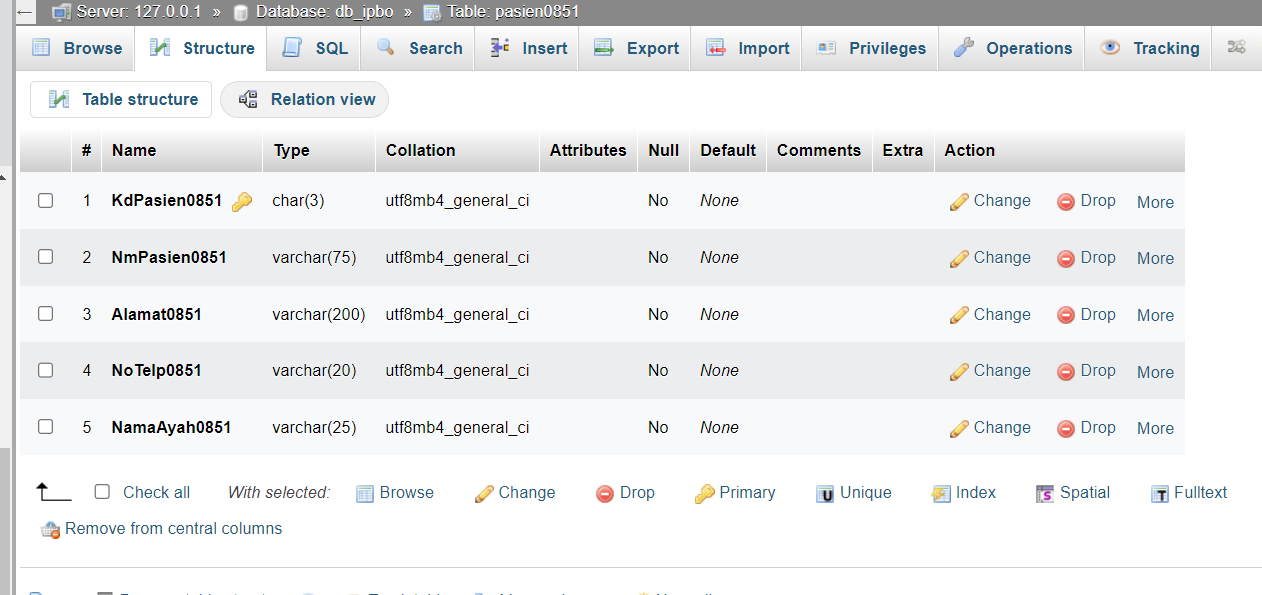 Server: 127.0.0.1 » Database: db_ipbo » Table: pasien0851
Browse Structure SQL Search Insert Export Import Privileges Operations Tracking
Table structure Relation view
# Name Type Collation Attributes Null Default Comments Extra Action
1 KdPasien0851 char(3) utf8mb4_general_ci No None Change Drop More
2 NmPasien0851 varchar(75) utf8mb4_general_ci No None Change Drop More
3 Alamat0851 varchar(200) utf8mb4_general_ci No None Change Drop More
4 NoTelp0851 varchar(20) utf8mb4_general_ci No None Change Drop More
5 NamaAyah0851 varchar(25) utf8mb4_general_ci No None Change Drop More
Check all With selected: Browse Change Drop Primary Unique Index Spatial Fulltext
Remove from central columns